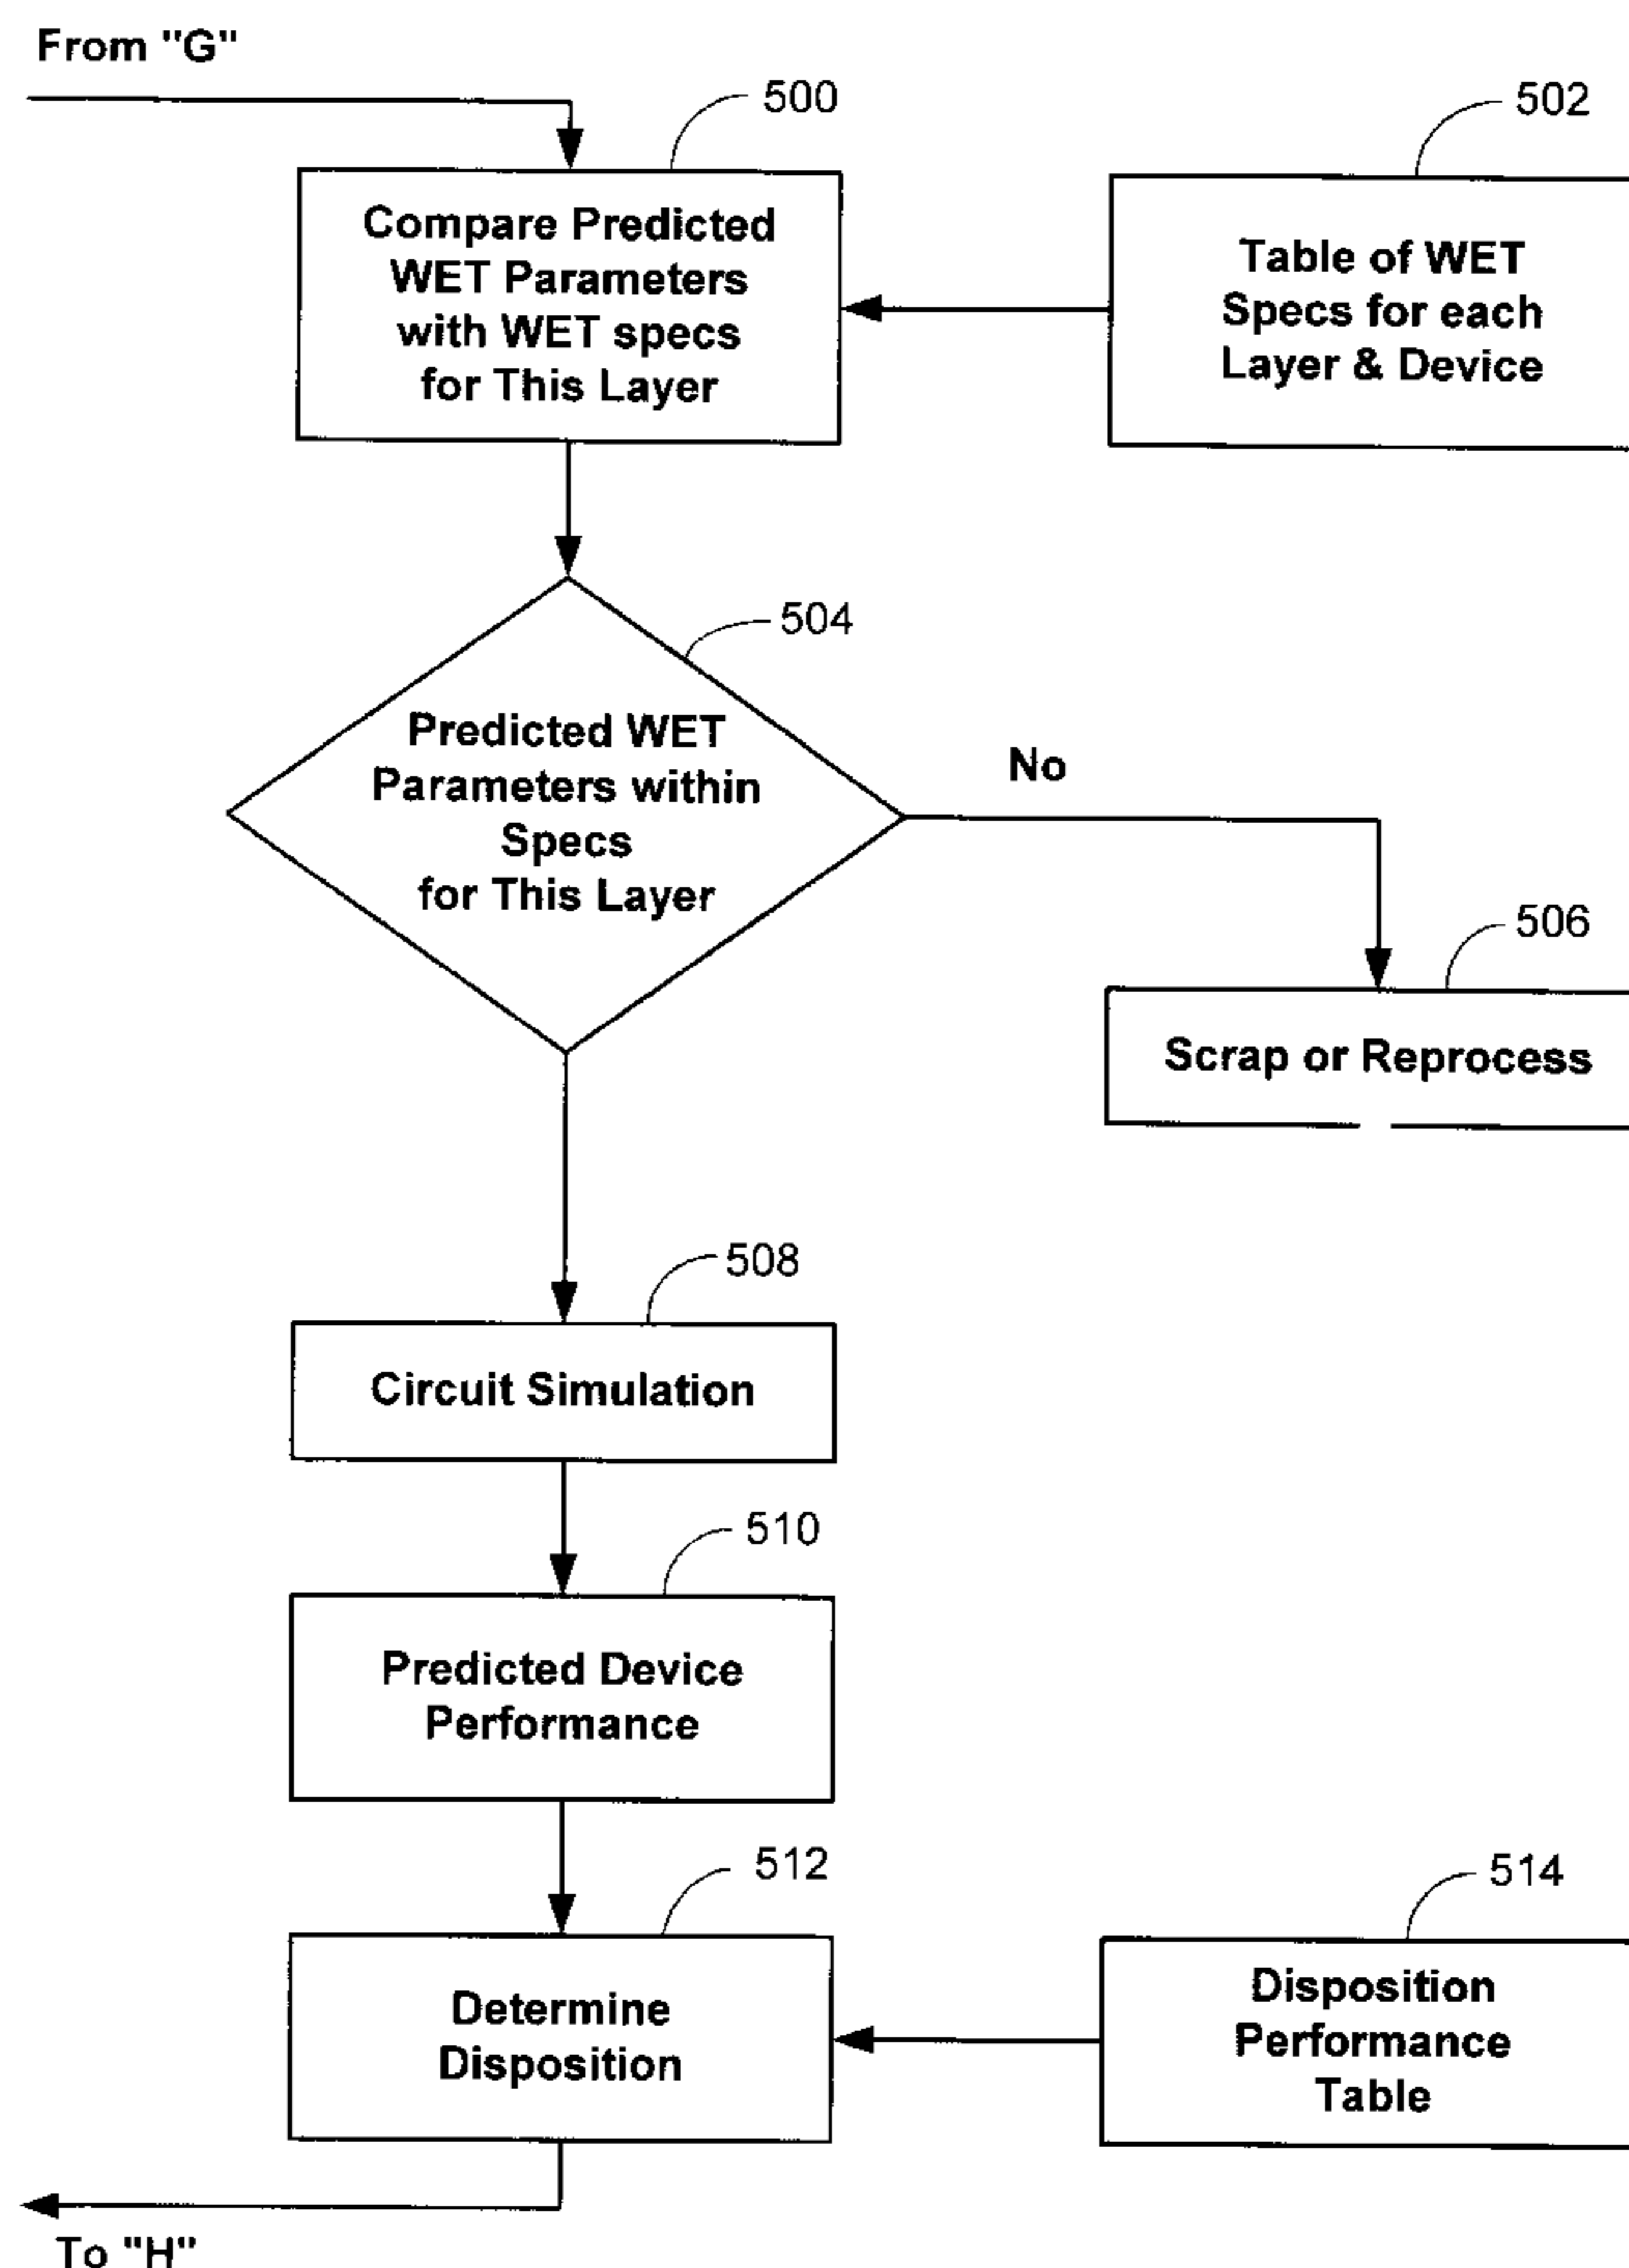 From "G"
500
502
Compare Predicted
WET Parameters
with WET specs
for This Layer
Table of WET
Specs for each
Layer & Device
504
Predicted WET
Parameters within
Specs
for This Layer
No
506
Scrap or Reprocess
508
Circuit Simulation
510
Predicted Device
Performance
512
514
Determine
Disposition
Disposition
Performance
Table
To "H"